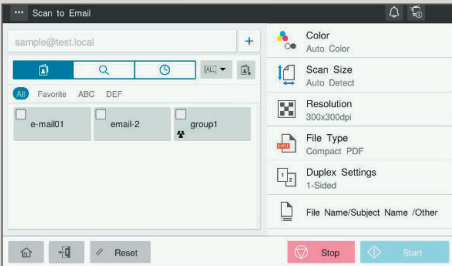 Scan to Email
sample@test.local
+
All
Favorite
ABC
DEF
e-mail01
email-2
group1
Color
Auto Color
Scan Size
Auto Detect
Resolution
300x300dpi
File Type
Compact PDF
Duplex Settings
1-Sided
File Name/Subject Name /Other
Reset
Stop
Start